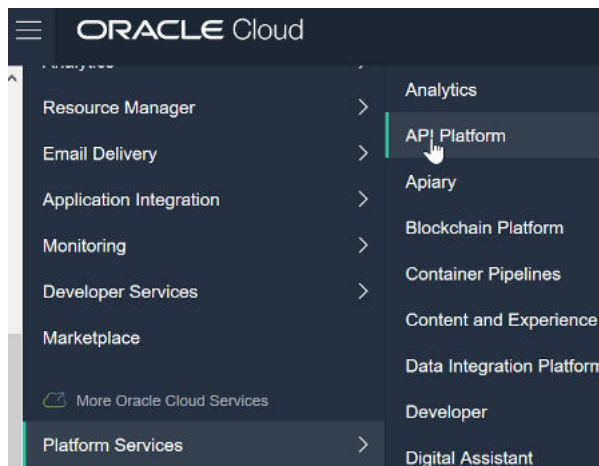 ORACLE Cloud
Resource Manager
Email Delivery
Application Integration
Monitoring
Developer Services
Marketplace
More Oracle Cloud Services
Platform Services
Analytics
API Platform
Apiary
Blockchain Platform
Container Pipelines
Content and Experience
Data Integration Platform
Developer
Digital Assistant